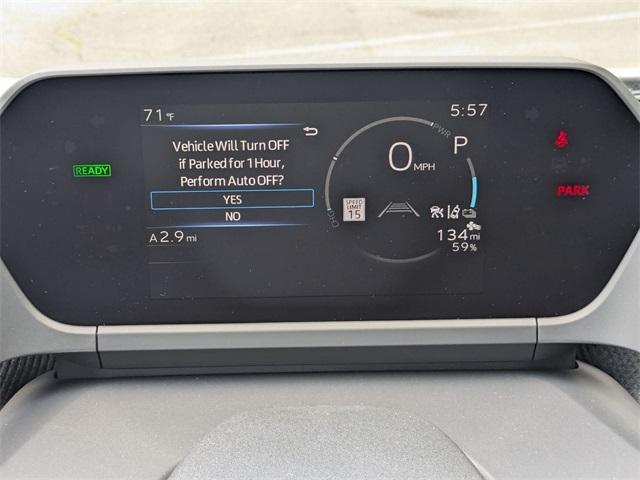 71°F
5:57
Vehicle Will Turn OFF
if Parked for 1 Hour,
Perform Auto OFF?
YES
NO
A 2.9 mi
PWR
P
0 MPH
CHG
SPEED
LIMIT
15
134 mi
59%
READY
PARK